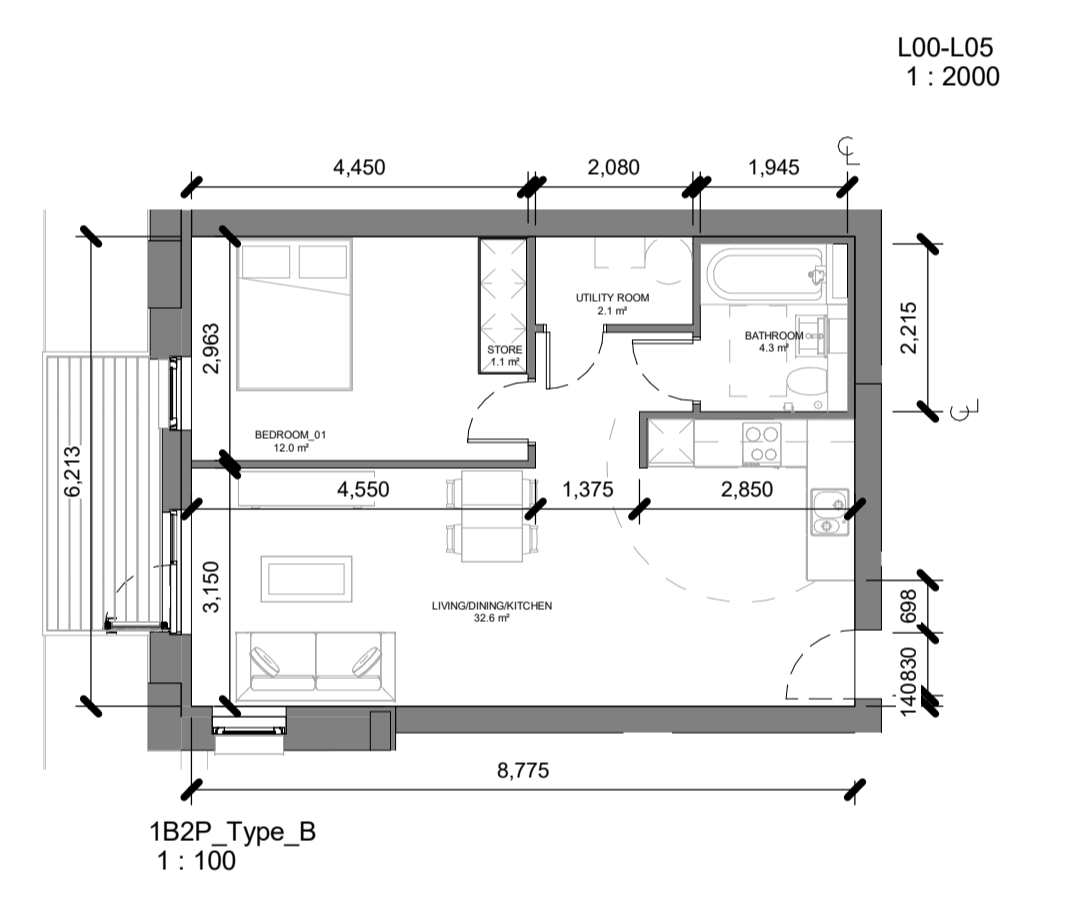 L00-L05
1 : 2000
4,450
2,080
1,945
UTILITY ROOM
2.1 m²
STORE
1.1 m²
BATHROOM
4.3 m²
2,215
2,963
BEDROOM_01
12.0 m²
6,213
4,550
1,375
2,850
3,150
LIVING/DINING/KITCHEN
32.6 m²
698
830
140
8,775
1B2P_Type_B
1 : 100